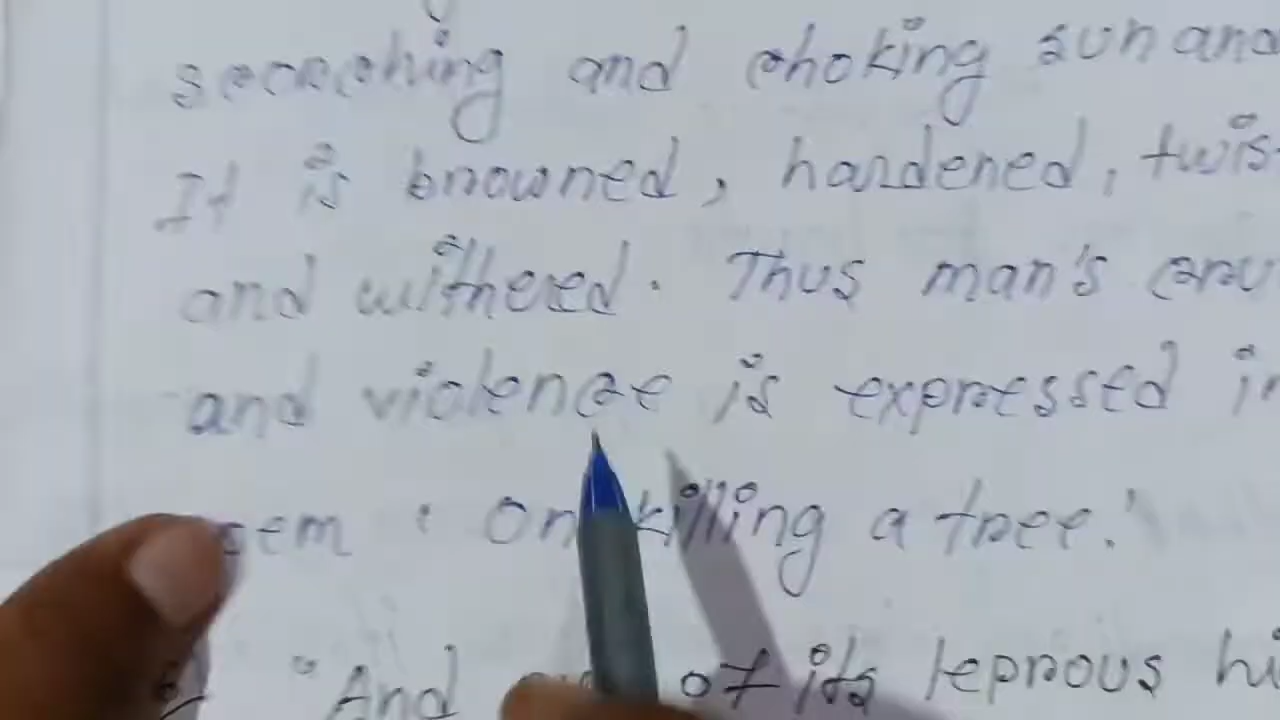 scorching and choking sun and
It is browned, hardened, twis
and withered. Thus man's cru
and violence is expressed in
oem 'On killing a tree.'
"And of its leprous hi